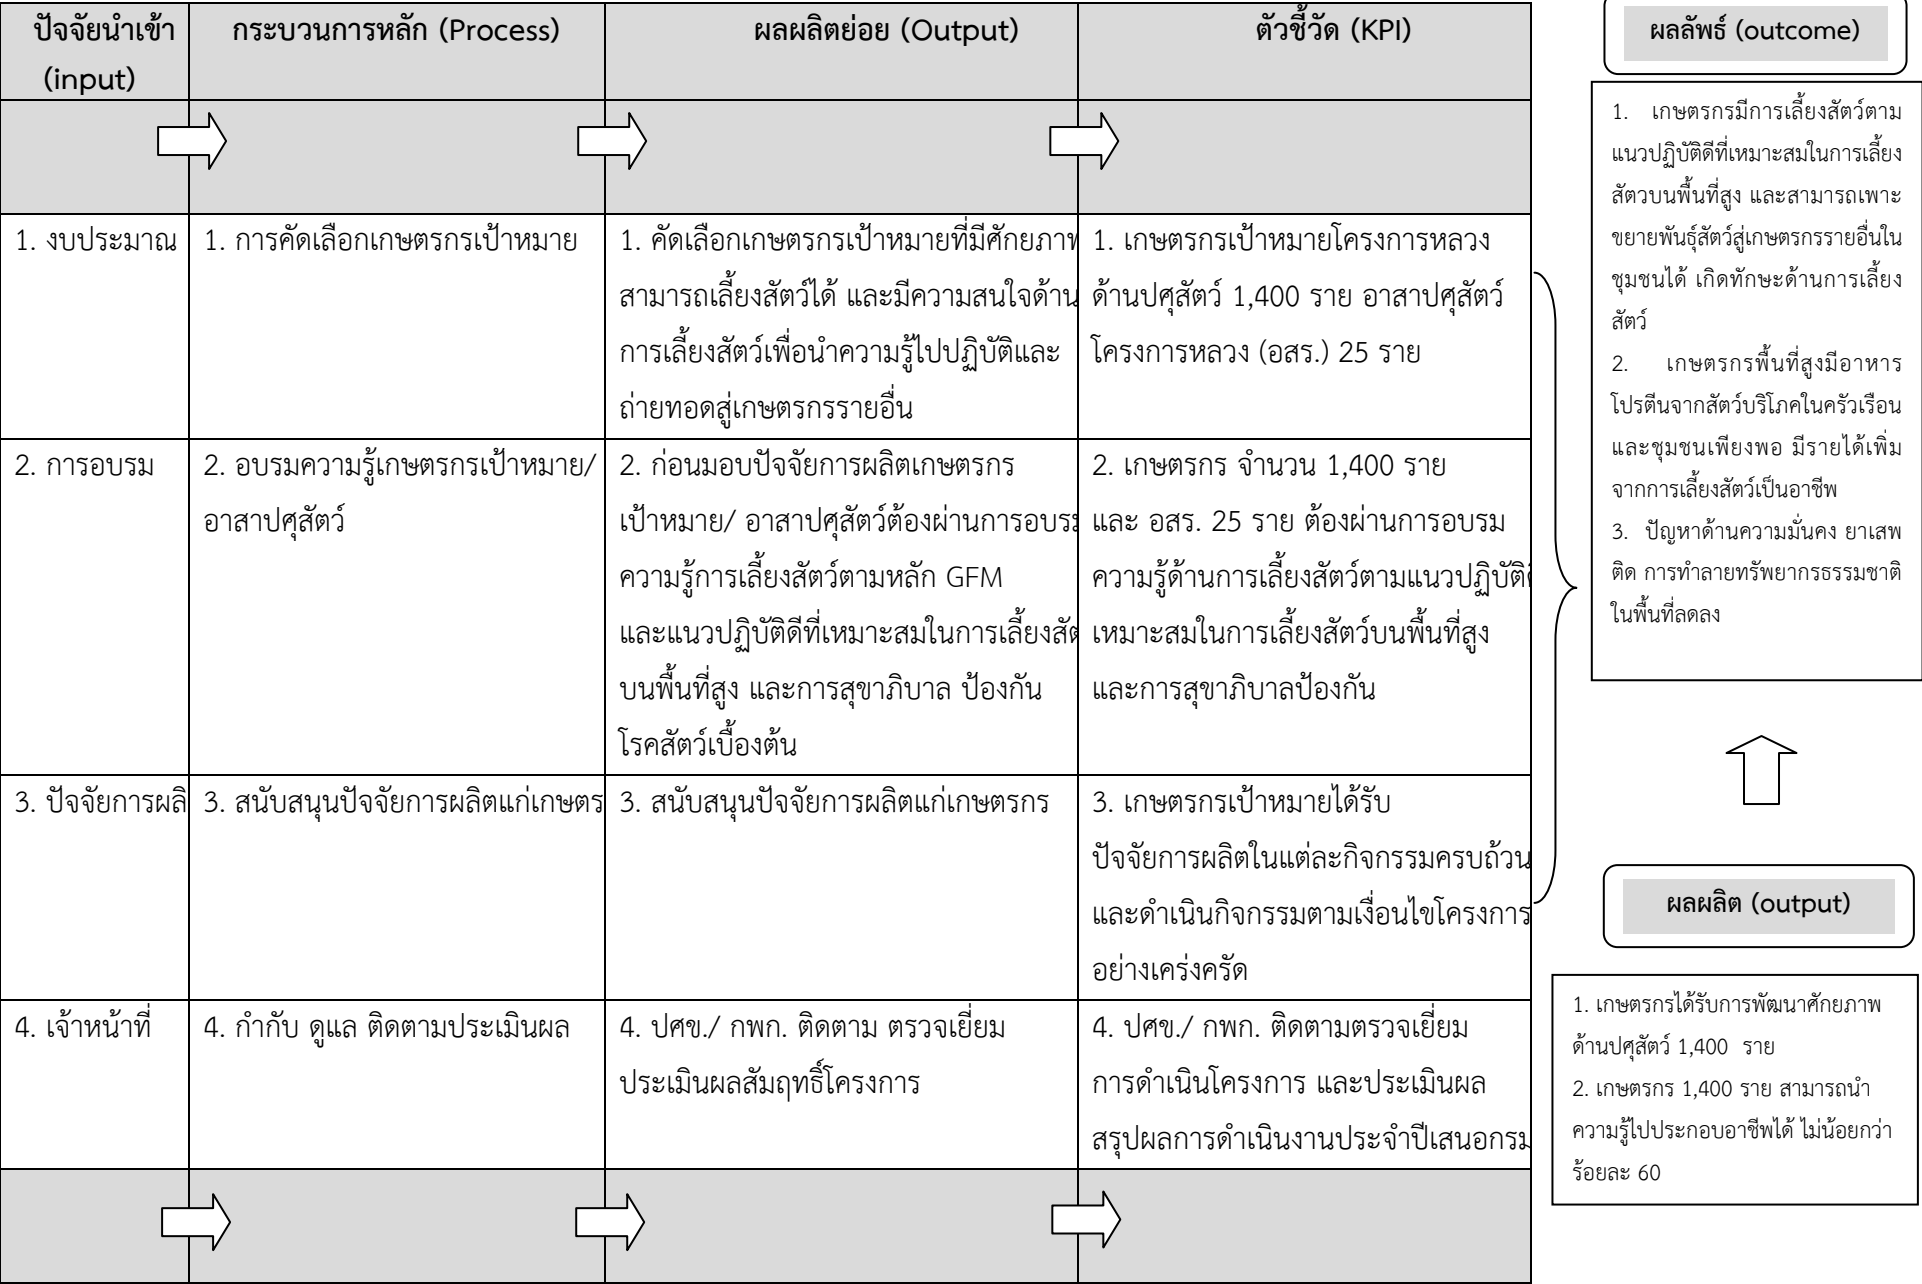 ปัจจัยนำเข้า
(input)
กระบวนการหลัก (Process)
ผลผลิตย่อย (Output)
ตัวชี้วัด (KPI)
1. งบประมาณ
1. การคัดเลือกเกษตรกรเป้าหมาย
1. คัดเลือกเกษตรกรเป้าหมายที่มีศักยภาพ
สามารถเลี้ยงสัตว์ได้ และมีความสนใจด้าน
การเลี้ยงสัตว์เพื่อนำความรู้ไปปฏิบัติและ
ถ่ายทอดสู่เกษตรกรรายอื่น
1. เกษตรกรเป้าหมายโครงการหลวง
ด้านปศุสัตว์ 1,400 ราย อาสาปศุสัตว์
โครงการหลวง (อสร.) 25 ราย
2. การอบรม
2. อบรมความรู้เกษตรกรเป้าหมาย/
อาสาปศุสัตว์
2. ก่อนมอบปัจจัยการผลิตเกษตรกร
เป้าหมาย/ อาสาปศุสัตว์ต้องผ่านการอบรม
ความรู้การเลี้ยงสัตว์ตามหลัก GFM
และแนวปฏิบัติดีที่เหมาะสมในการเลี้ยงสัต
บนพื้นที่สูง และการสุขาภิบาล ป้องกัน
โรคสัตว์เบื้องต้น
2. เกษตรกร จำนวน 1,400 ราย
และ อสร. 25 ราย ต้องผ่านการอบรม
ความรู้ด้านการเลี้ยงสัตว์ตามแนวปฏิบัติดี
เหมาะสมในการเลี้ยงสัตว์บนพื้นที่สูง
และการสุขาภิบาลป้องกัน
3. ปัจจัยการผลิ
3. สนับสนุนปัจจัยการผลิตแก่เกษตร
3. สนับสนุนปัจจัยการผลิตแก่เกษตรกร
3. เกษตรกรเป้าหมายได้รับ
ปัจจัยการผลิตในแต่ละกิจกรรมครบถ้วน
และดำเนินกิจกรรมตามเงื่อนไขโครงการ
อย่างเคร่งครัด
4. เจ้าหน้าที่
4. กำกับ ดูแล ติดตามประเมินผล
4. ปศข./ กพก. ติดตาม ตรวจเยี่ยม
ประเมินผลสัมฤทธิ์โครงการ
4. ปศข./ กพก. ติดตามตรวจเยี่ยม
การดำเนินโครงการ และประเมินผล
สรุปผลการดำเนินงานประจำปีเสนอกรม
ผลลัพธ์ (outcome)
1. เกษตรกรมีการเลี้ยงสัตว์ตาม
แนวปฏิบัติดีที่เหมาะสมในการเลี้ยง
สัตวบนพื้นที่สูง และสามารถเพาะ
ขยายพันธุ์สัตว์สู่เกษตรกรรายอื่นใน
ชุมชนได้ เกิดทักษะด้านการเลี้ยง
สัตว์
2. เกษตรกรพื้นที่สูงมีอาหาร
โปรตีนจากสัตว์บริโภคในครัวเรือน
และชุมชนเพียงพอ มีรายได้เพิ่ม
จากการเลี้ยงสัตว์เป็นอาชีพ
3. ปัญหาด้านความมั่นคง ยาเสพ
ติด การทำลายทรัพยากรธรรมชาติ
ในพื้นที่ลดลง
ผลผลิต (output)
1. เกษตรกรได้รับการพัฒนาศักยภาพ
ด้านปศุสัตว์ 1,400 ราย
2. เกษตรกร 1,400 ราย สามารถนำ
ความรู้ไปประกอบอาชีพได้ ไม่น้อยกว่า
ร้อยละ 60